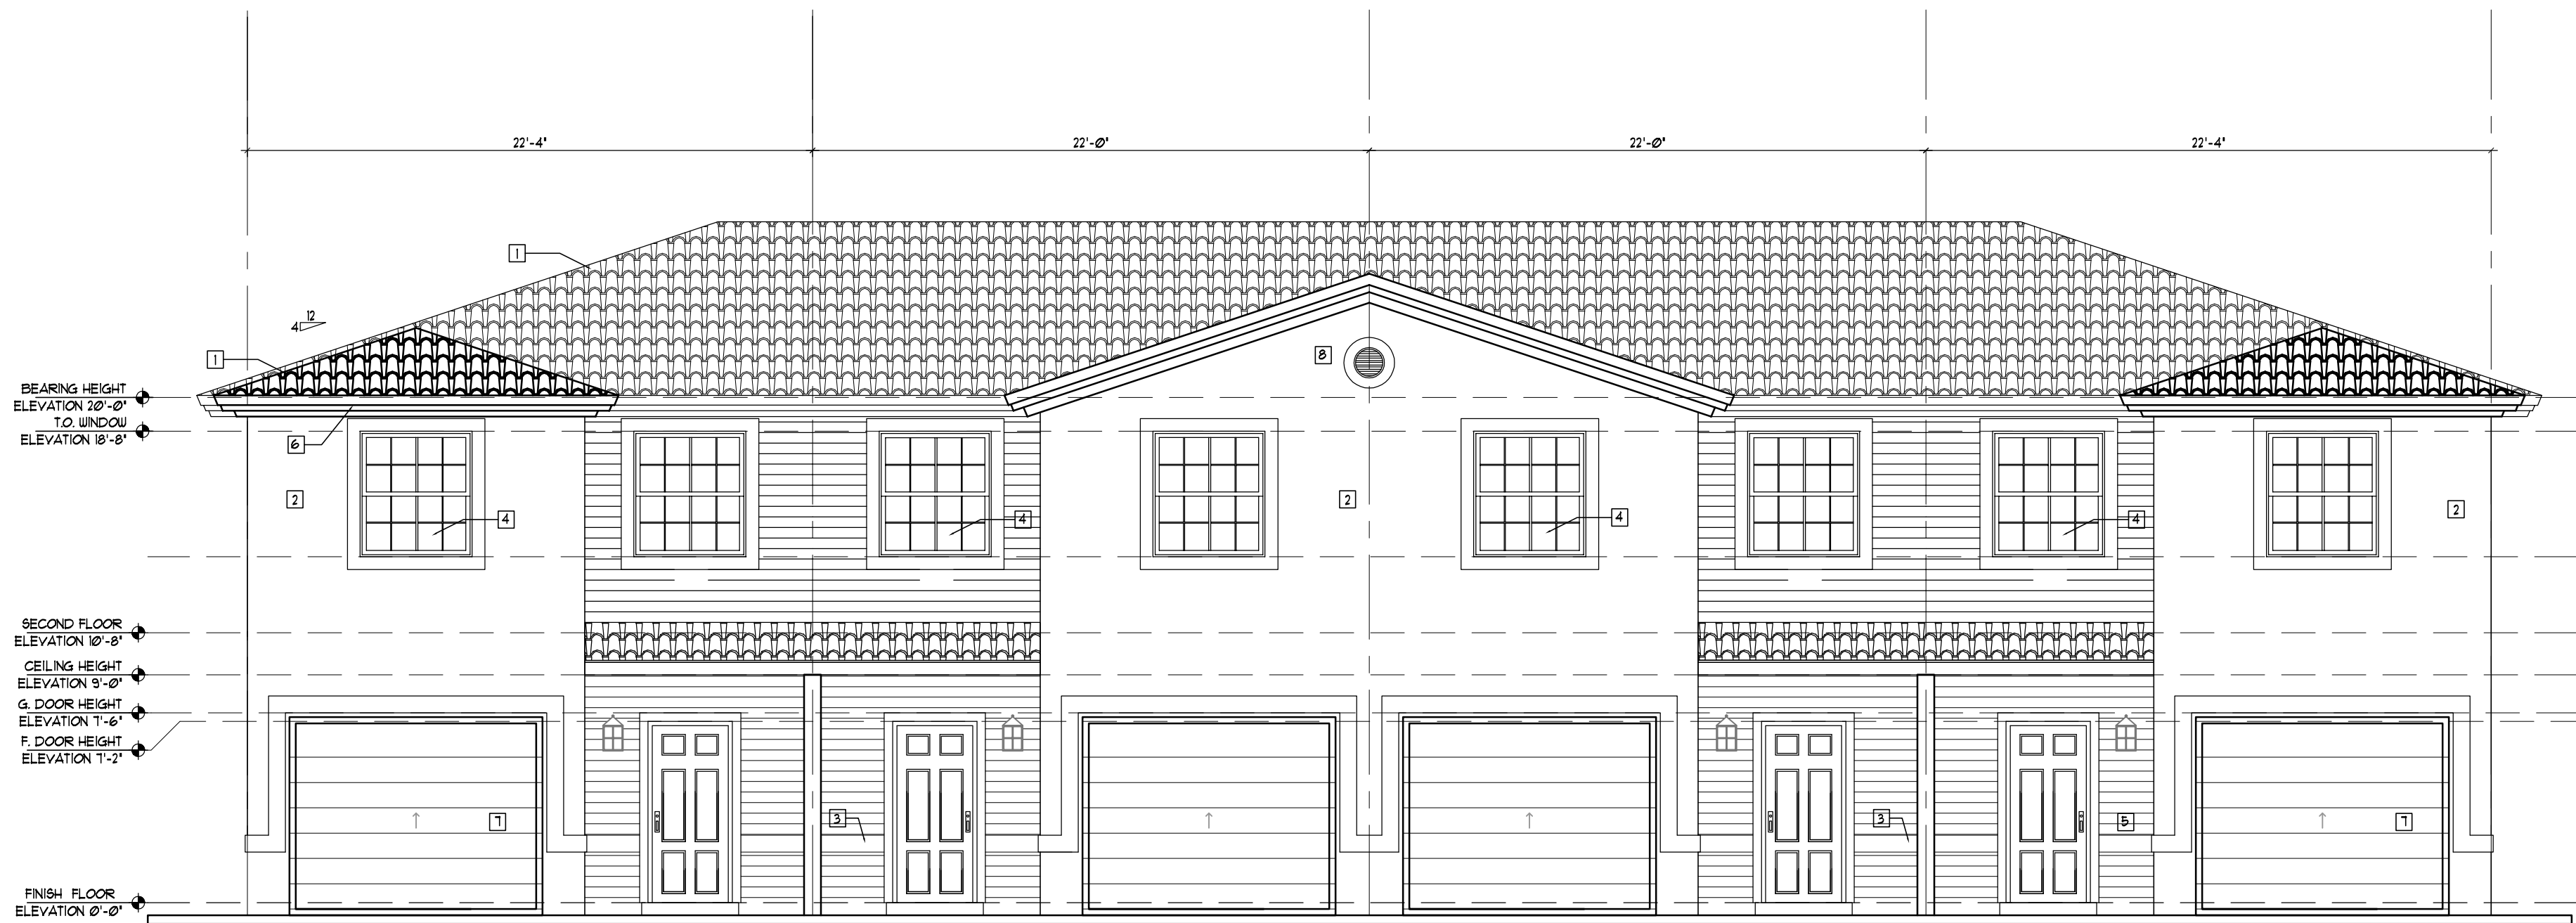 22'-4" 22'-0" 22'-0" 22'-4"
1
12
4
1
8
BEARING HEIGHT
ELEVATION 20'-0"
T.O. WINDOW
ELEVATION 18'-8"
6
2 2 2
4 4 4 4
SECOND FLOOR
ELEVATION 10'-8"
CEILING HEIGHT
ELEVATION 9'-0"
G. DOOR HEIGHT
ELEVATION 7'-6"
F. DOOR HEIGHT
ELEVATION 7'-2"
7 3 3 5 7
FINISH FLOOR
ELEVATION 0'-0"